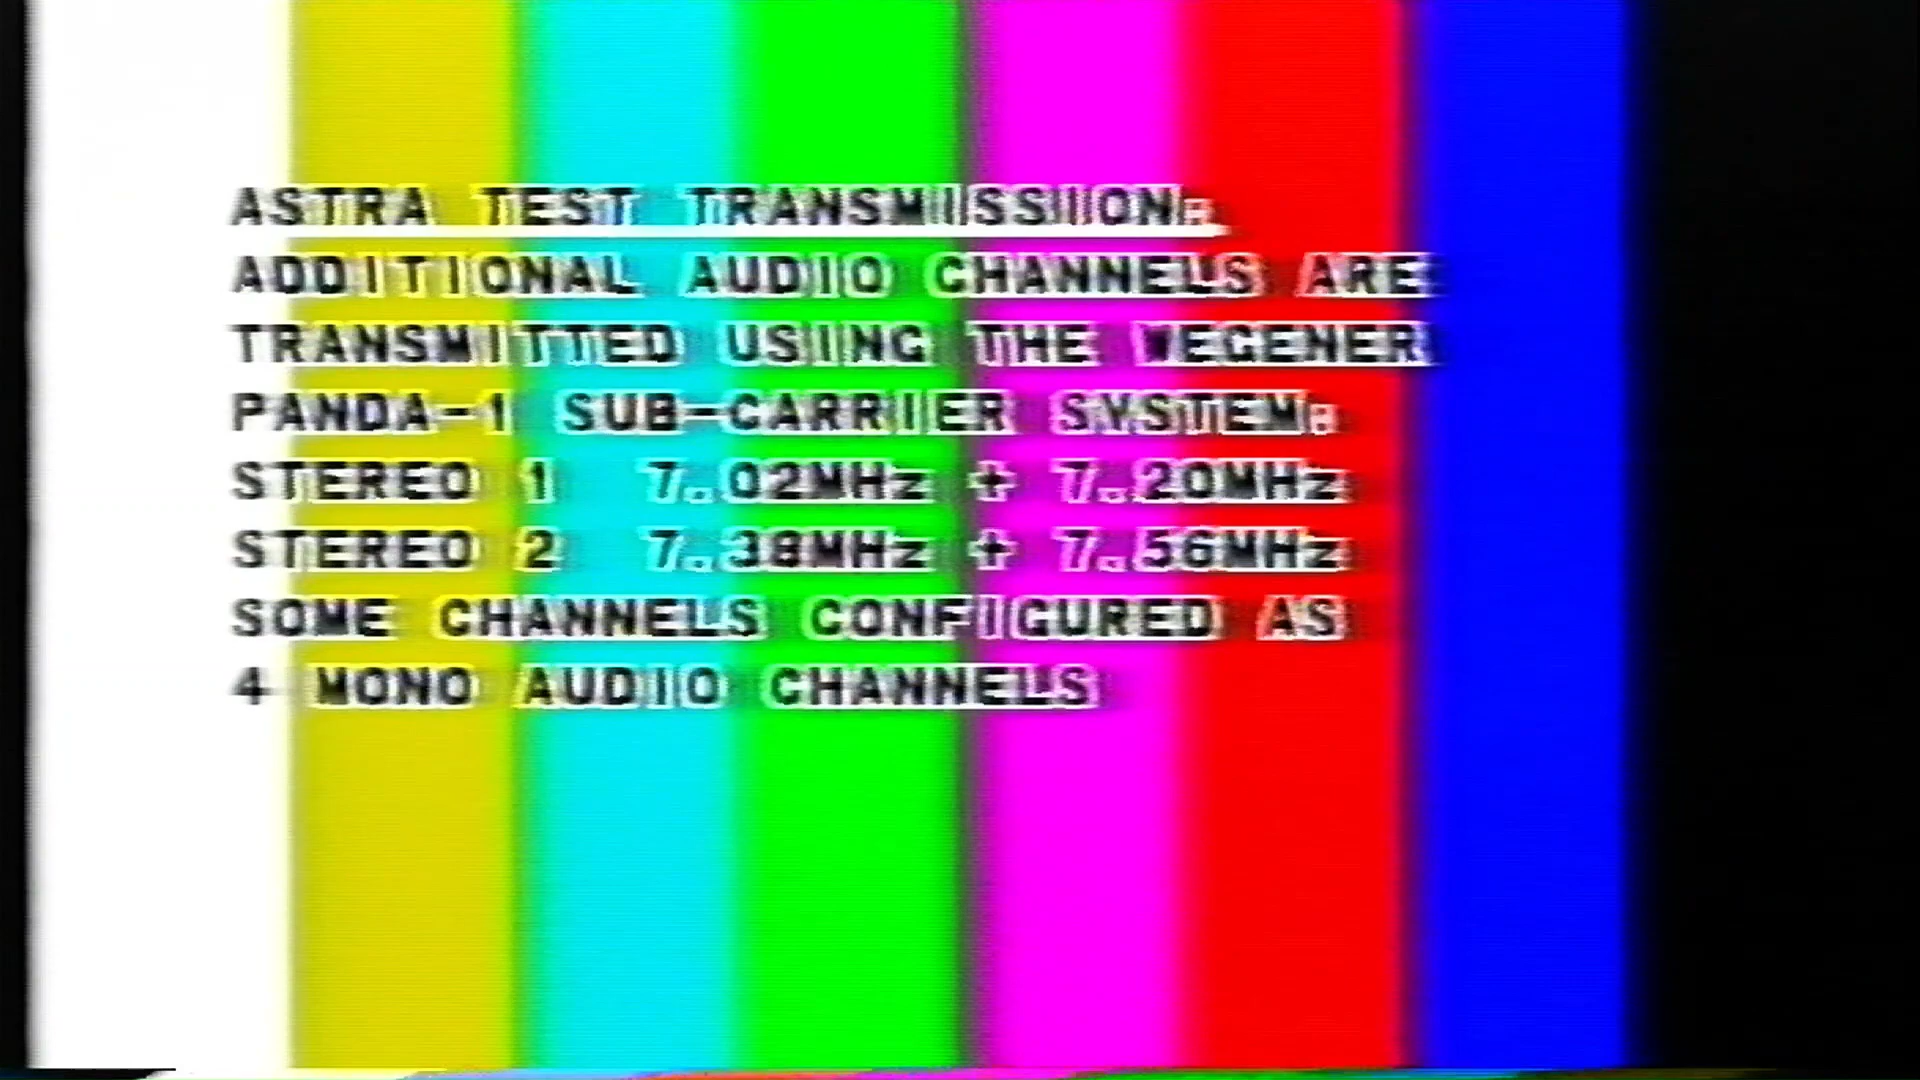 ASTRA TEST TRANSMISSION:
ADDITIONAL AUDIO CHANNELS ARE
TRANSMITTED USING THE WEGENER
PANDA-1 SUB-CARRIER SYSTEM:
STEREO 1 7.02MHz + 7.20MHz
STEREO 2 7.38MHz + 7.56MHz
SOME CHANNELS CONFIGURED AS
4 MONO AUDIO CHANNELS